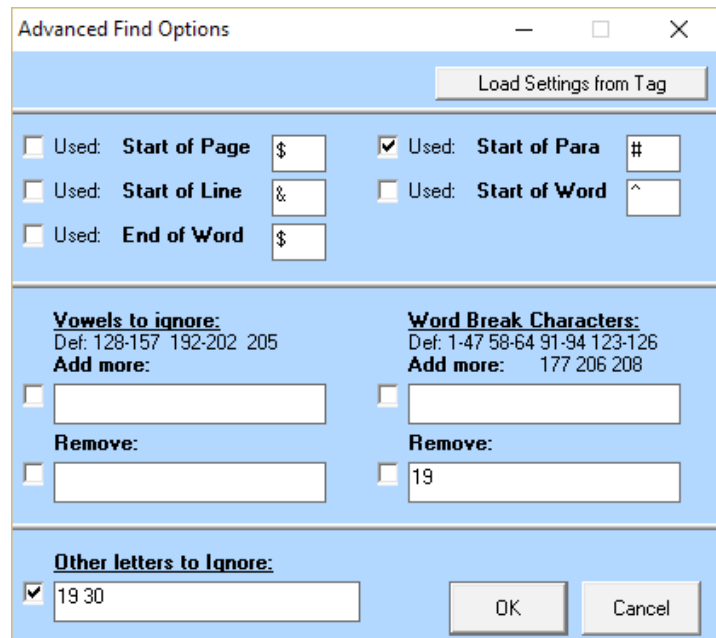 Advanced Find Options
Load Settings from Tag
Used: Start of Page $
Used: Start of Para #
Used: Start of Line &
Used: Start of Word ^
Used: End of Word $
Vowels to ignore:
Def: 128-157 192-202 205
Add more:
Remove:
Word Break Characters:
Def: 1-47 58-64 91-94 123-126
Add more: 177 206 208
Remove:
19
Other letters to Ignore:
19 30
OK
Cancel